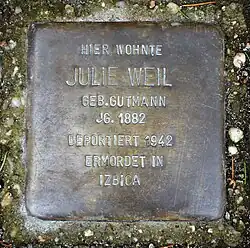 HIER WOHNTE
JULIE WEIL
GEB. GUTMANN
JG. 1882
DEPORTIERT 1942
ERMORDET IN
IZBICA